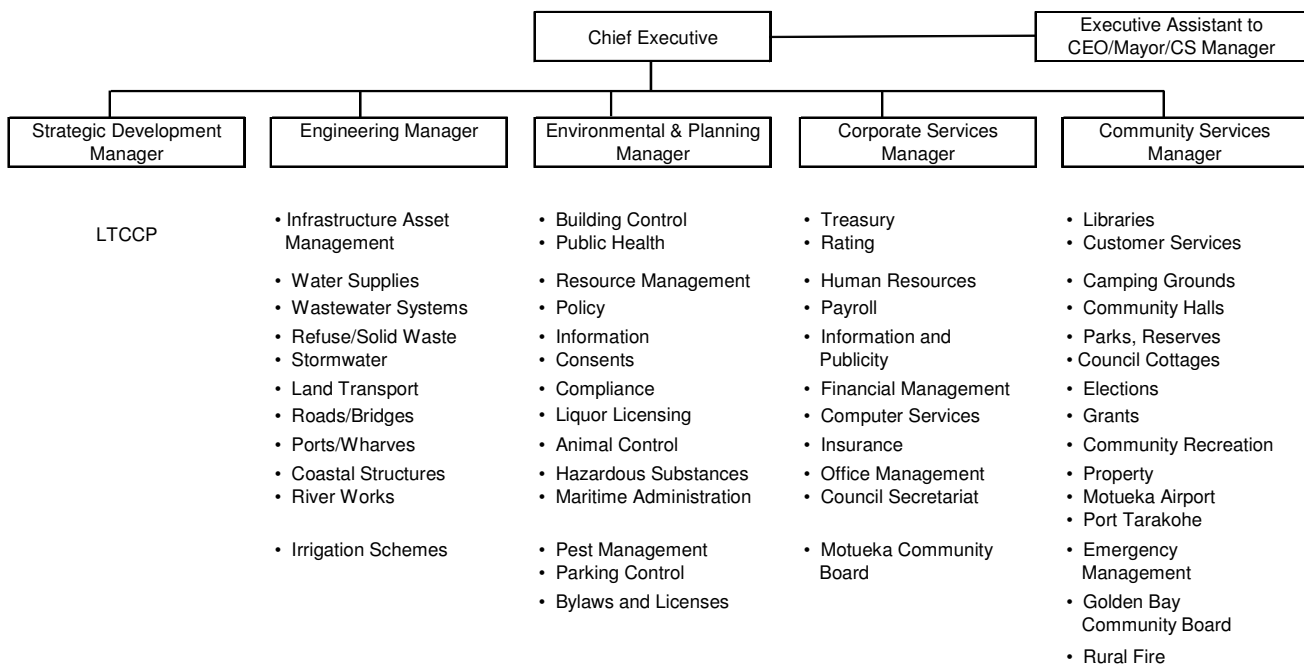 Chief Executive
Executive Assistant to
CEO/Mayor/CS Manager
Strategic Development
Manager
Engineering Manager
Environmental & Planning
Manager
Corporate Services
Manager
Community Services
Manager
LTCCP
• Infrastructure Asset
Management
• Water Supplies
• Wastewater Systems
• Refuse/Solid Waste
• Stormwater
• Land Transport
• Roads/Bridges
• Ports/Wharves
• Coastal Structures
• River Works
• Irrigation Schemes
• Building Control
• Public Health
• Resource Management
• Policy
• Information
• Consents
• Compliance
• Liquor Licensing
• Animal Control
• Hazardous Substances
• Maritime Administration
• Pest Management
• Parking Control
• Bylaws and Licenses
• Treasury
• Rating
• Human Resources
• Payroll
• Information and
Publicity
• Financial Management
• Computer Services
• Insurance
• Office Management
• Council Secretariat
• Motueka Community
Board
• Libraries
• Customer Services
• Camping Grounds
• Community Halls
• Parks, Reserves
• Council Cottages
• Elections
• Grants
• Community Recreation
• Property
• Motueka Airport
• Port Tarakohe
• Emergency
Management
• Golden Bay
Community Board
• Rural Fire